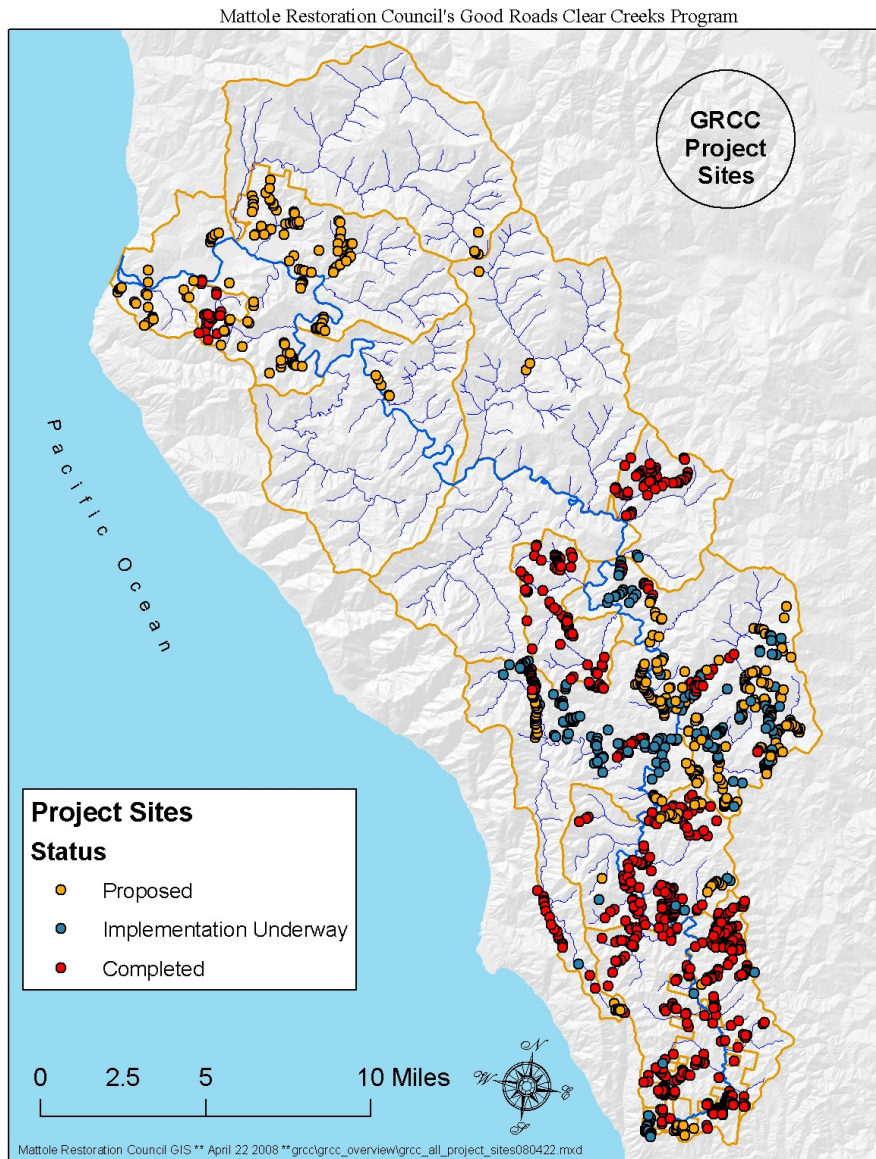 Mattole Restoration Council's Good Roads Clear Creeks Program
GRCC
Project
Sites
Pacific Ocean
Project Sites
Status
Proposed
Implementation Underway
Completed
N
W
E
S
0 2.5 5 10 Miles
Mattole Restoration Council GIS ** April 22 2008 **grcc\grcc_overview\grcc_all_project_sites080422.mxd